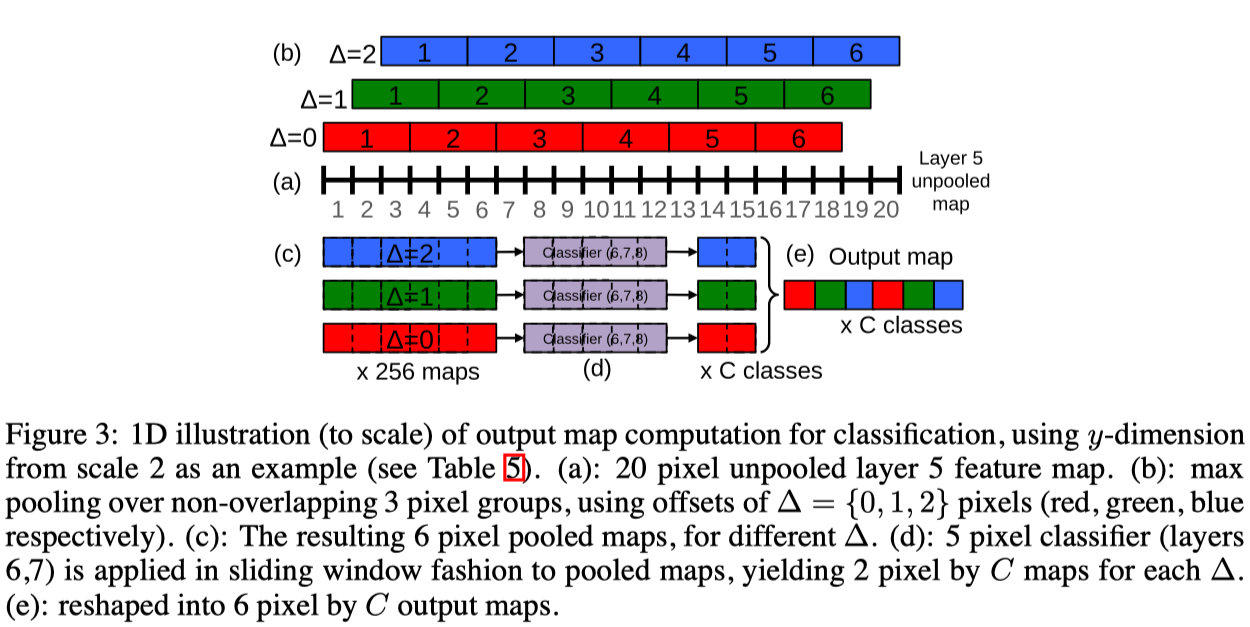 (b) Δ=2 1 2 3 4 5 6
Δ=1 1 2 3 4 5 6
Δ=0 1 2 3 4 5 6
(a)
Layer 5
unpooled
map
1 2 3 4 5 6 7 8 9 10 11 12 13 14 15 16 17 18 19 20
(c) Δ=2 Classifier (6,7,8)
Δ=1 Classifier (6,7,8)
Δ=0 Classifier (6,7,8)
(e) Output map
x C classes
x 256 maps (d) x C classes
Figure 3: 1D illustration (to scale) of output map computation for classification, using y-dimension
from scale 2 as an example (see Table 5). (a): 20 pixel unpooled layer 5 feature map. (b): max
pooling over non-overlapping 3 pixel groups, using offsets of Δ = {0, 1, 2} pixels (red, green, blue
respectively). (c): The resulting 6 pixel pooled maps, for different Δ. (d): 5 pixel classifier (layers
6,7) is applied in sliding window fashion to pooled maps, yielding 2 pixel by C maps for each Δ.
(e): reshaped into 6 pixel by C output maps.